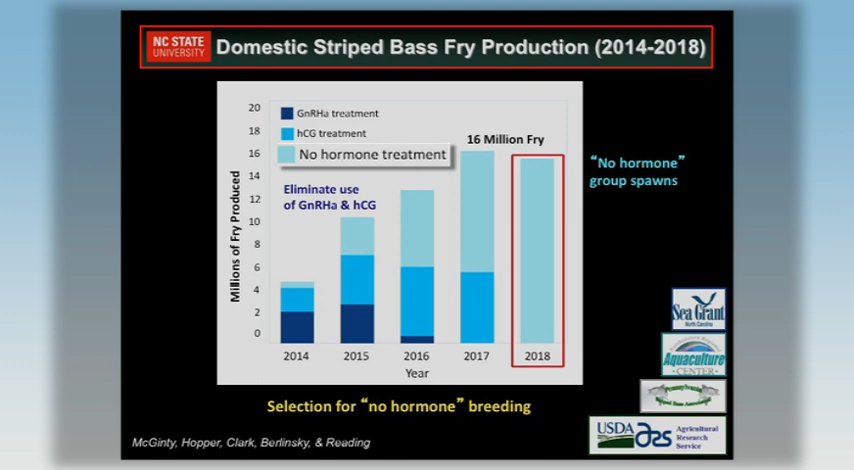 NC STATE
UNIVERSITY
Domestic Striped Bass Fry Production (2014-2018)
Millions of Fry Produced
20
18
16
14
12
10
8
6
4
2
0
GnRHa treatment
hCG treatment
No hormone treatment
Eliminate use
of GnRHa & hCG
16 Million Fry
2014
2015
2016
2017
2018
Year
“No hormone”
group spawns
Selection for “no hormone” breeding
McGinty, Hopper, Clark, Berlinsky, & Reading
Sea Grant
North Carolina
Aquaculture
CENTER
USDA
ars
Agricultural
Research
Service